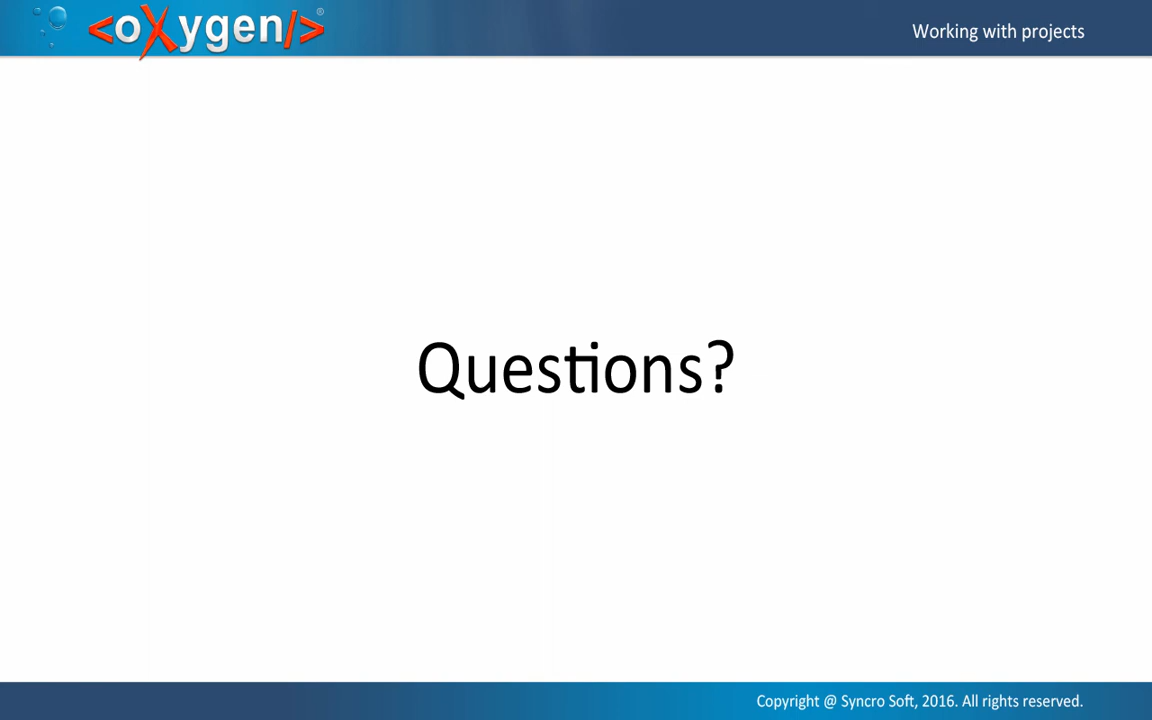 <oXygen/>®
Working with projects
Questions?
Copyright @ Syncro Soft, 2016. All rights reserved.